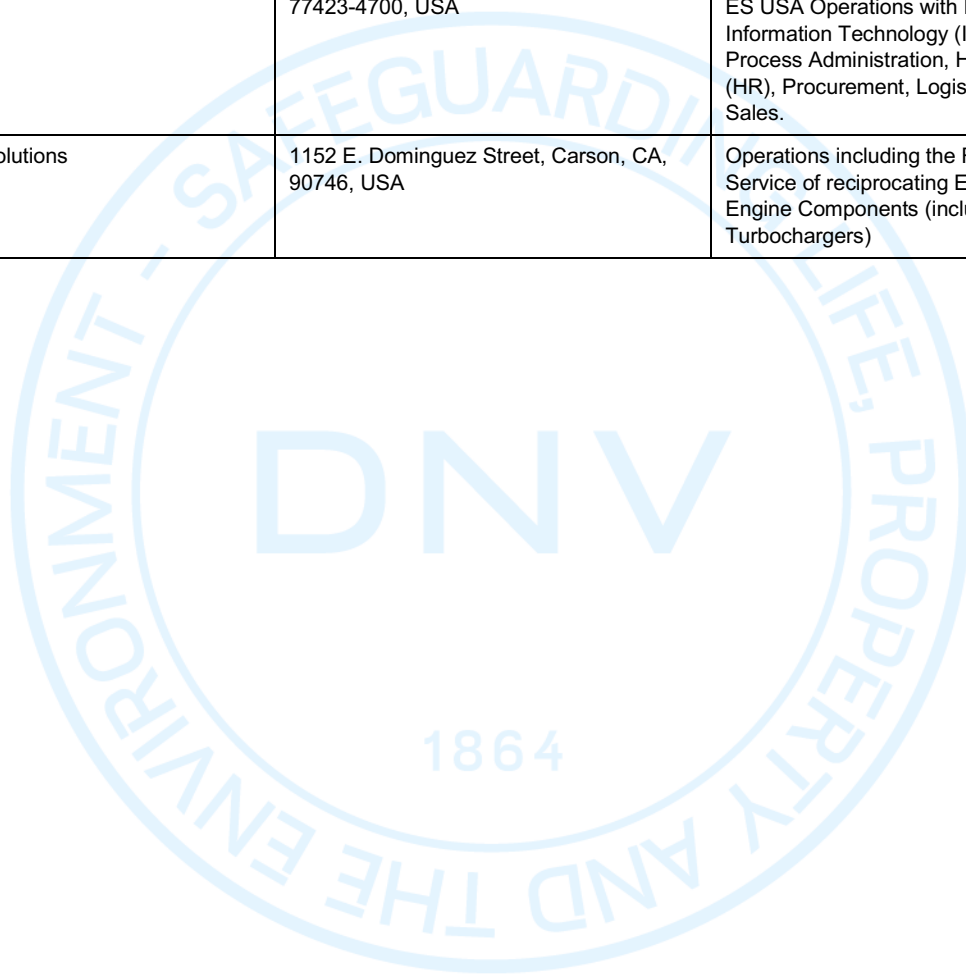 77423-4700, USA
ES USA Operations with
Information Technology
Process Administration,
(HR), Procurement,
Sales.
olutions
1152 E. Dominguez Street, Carson, CA,
90746, USA
Operations including the
Service of reciprocating
Engine Components
Turbochargers)
SAFEGUARDING LIFE, PROPERTY AND THE ENVIRONMENT -
DNV
1864